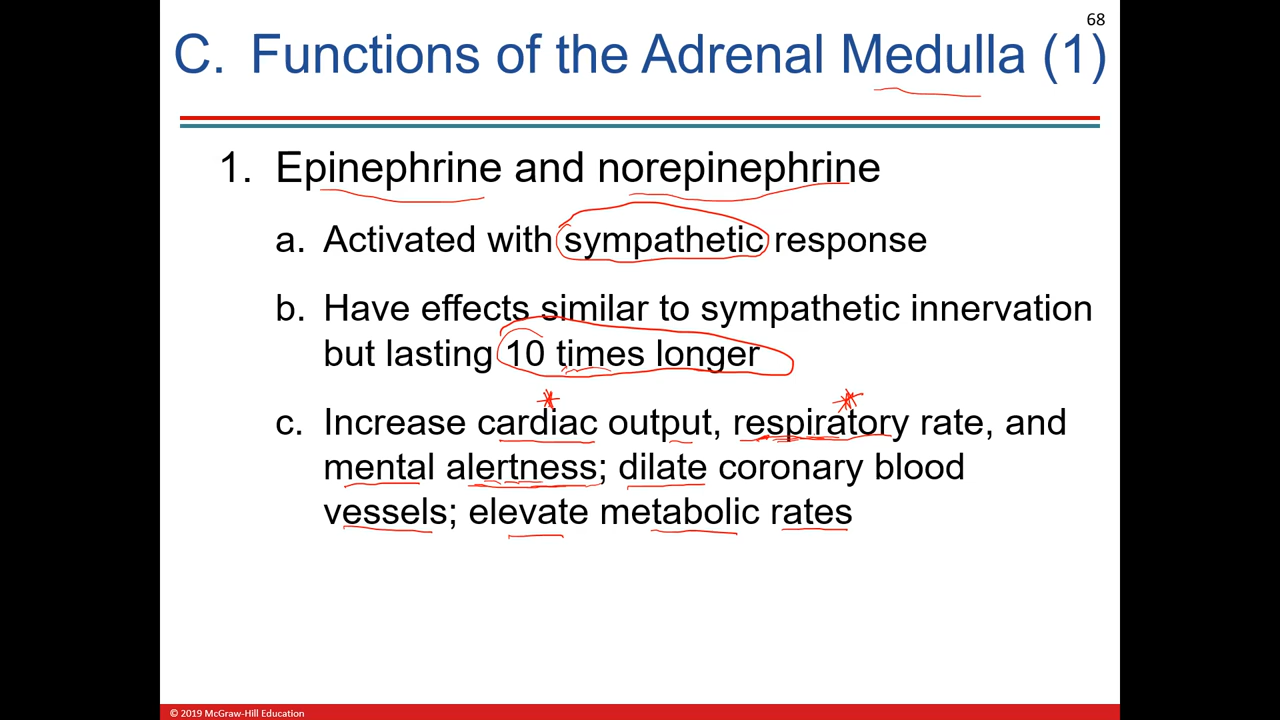 68
C. Functions of the Adrenal Medulla (1)
1. Epinephrine and norepinephrine
a. Activated with sympathetic response
b. Have effects similar to sympathetic innervation
but lasting 10 times longer
c. Increase cardiac output, respiratory rate, and
mental alertness; dilate coronary blood
vessels; elevate metabolic rates
© 2019 McGraw-Hill Education